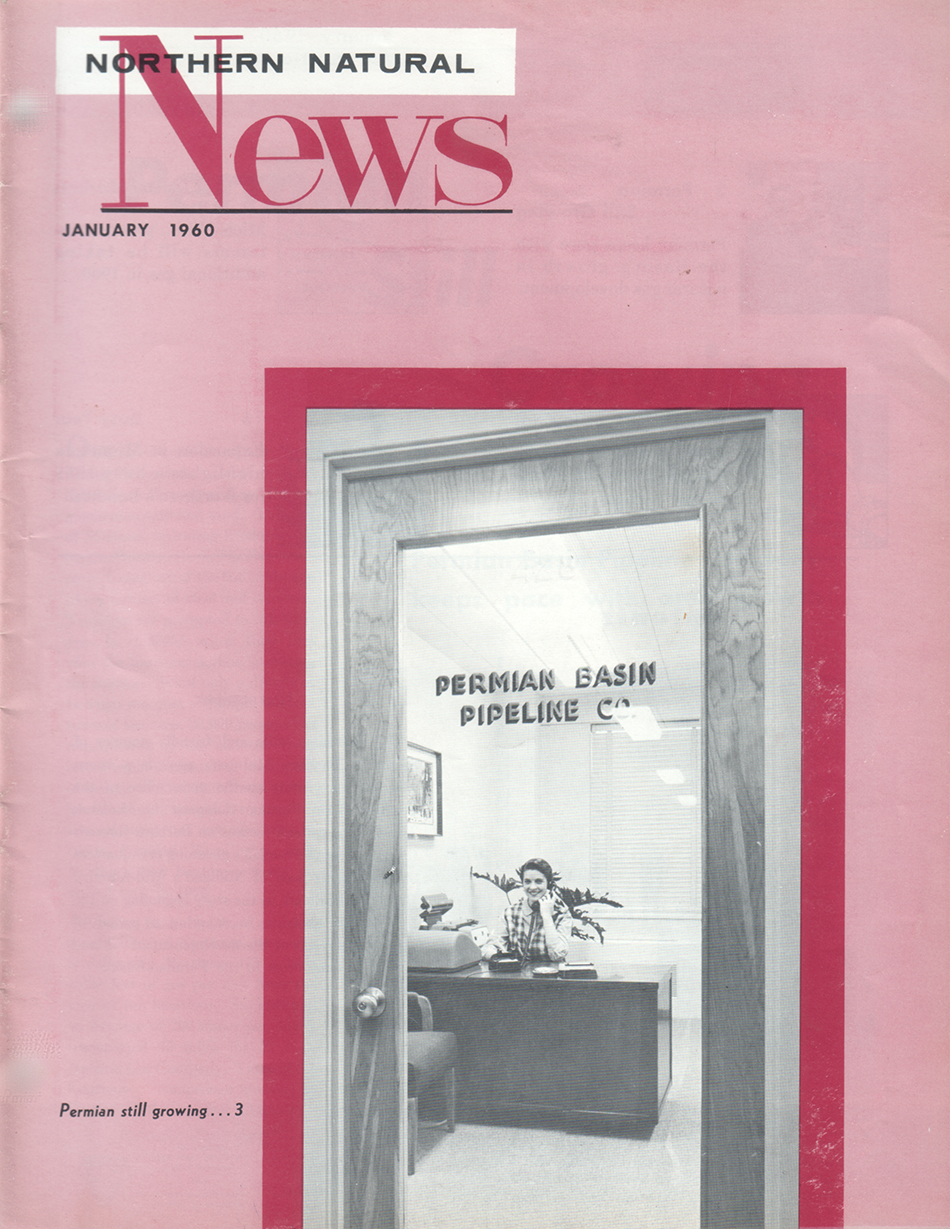 NORTHERN NATURAL
News
JANUARY 1960
PERMIAN BASIN
PIPELINE CO.
Permian still growing...3